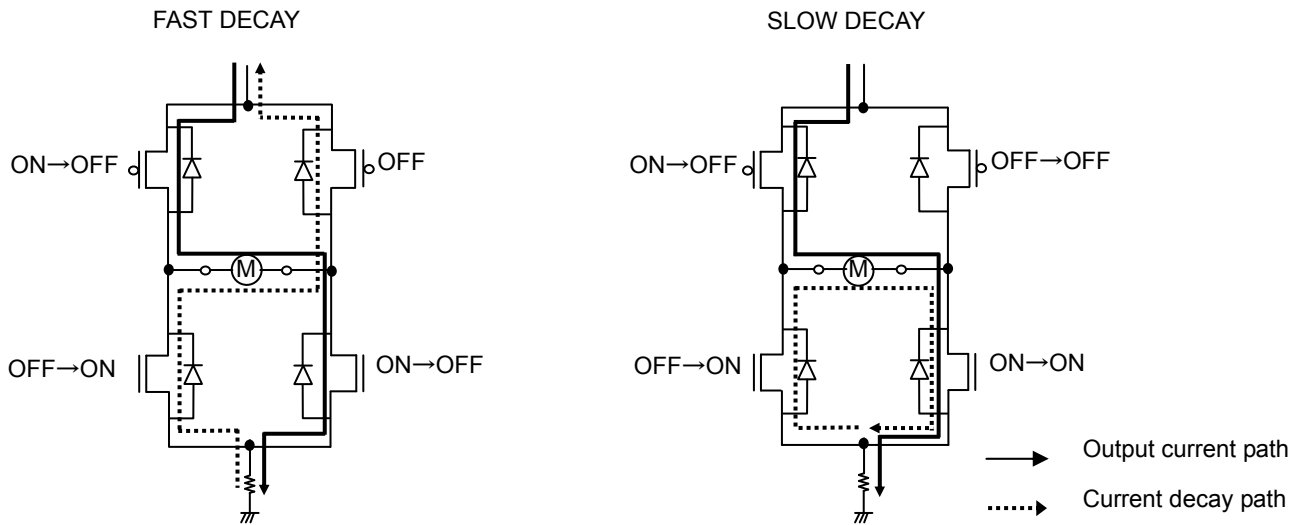 FAST DECAY
ON→OFF
OFF
M
OFF→ON
ON→OFF
SLOW DECAY
ON→OFF
OFF→OFF
M
OFF→ON
ON→ON
Output current path
Current decay path